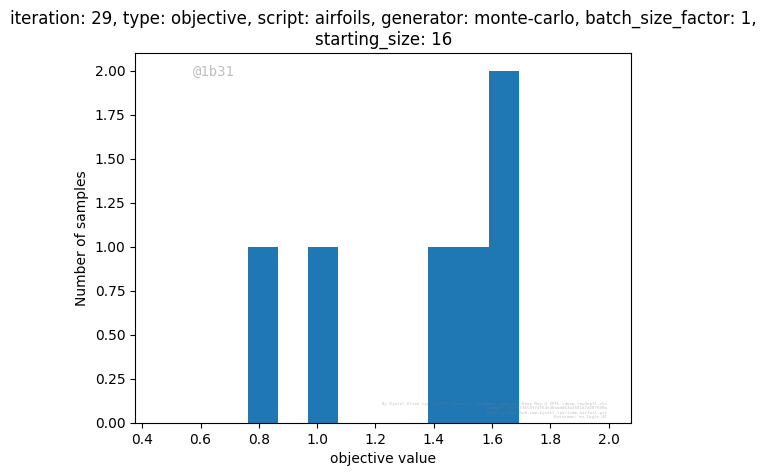 iteration: 29, type: objective, script: airfoils, generator: monte-carlo, batch_size_factor: 1,
starting_size: 16
@1b31
2.00
1.75
1.50
1.25
1.00
0.75
0.50
0.25
0.00
Number of samples
0.4 0.6 0.8 1.0 1.2 1.4 1.6 1.8 2.0
objective value